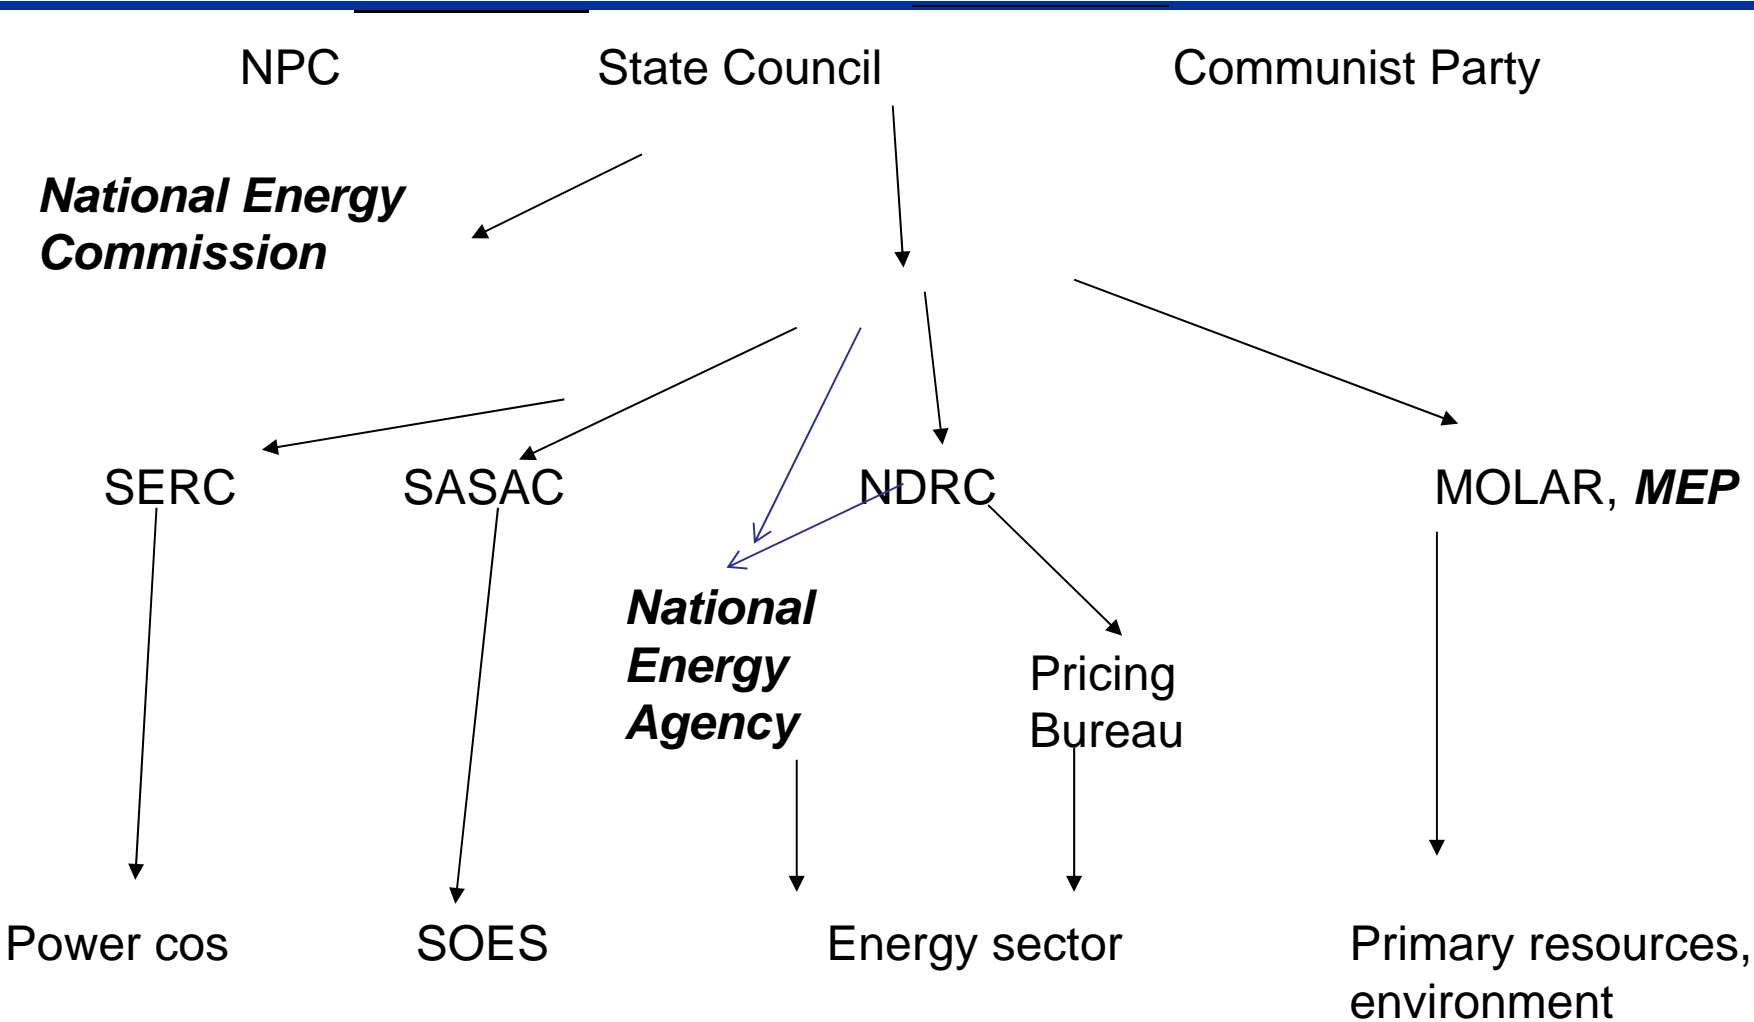 NPC
State Council
Communist Party
National Energy
Commission
SERC
SASAC
NDRC
MOLAR, MEP
National
Energy
Agency
Pricing
Bureau
Power cos
SOES
Energy sector
Primary resources,
environment